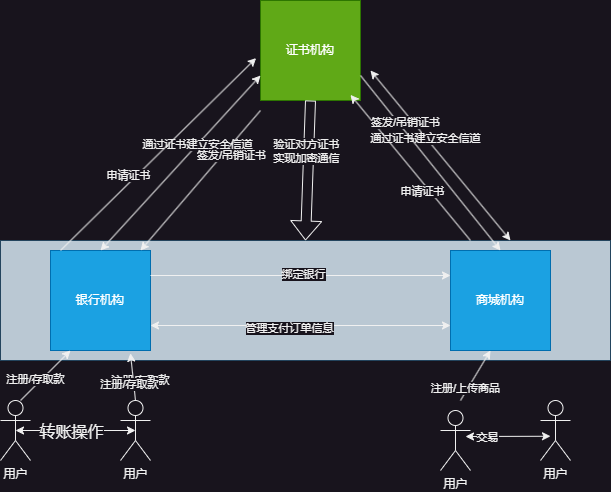 证书机构
签发/吊销证书
通过证书建立安全信道
通过证书建立安全信道
验证对方证书
实现加密通信
签发/吊销证书
申请证书
申请证书
绑定银行
银行机构
商城机构
管理支付订单信息
注册/存取款
注册/存取款
注册/存取款
注册/上传商品
转账操作
交易
用户
用户
用户
用户